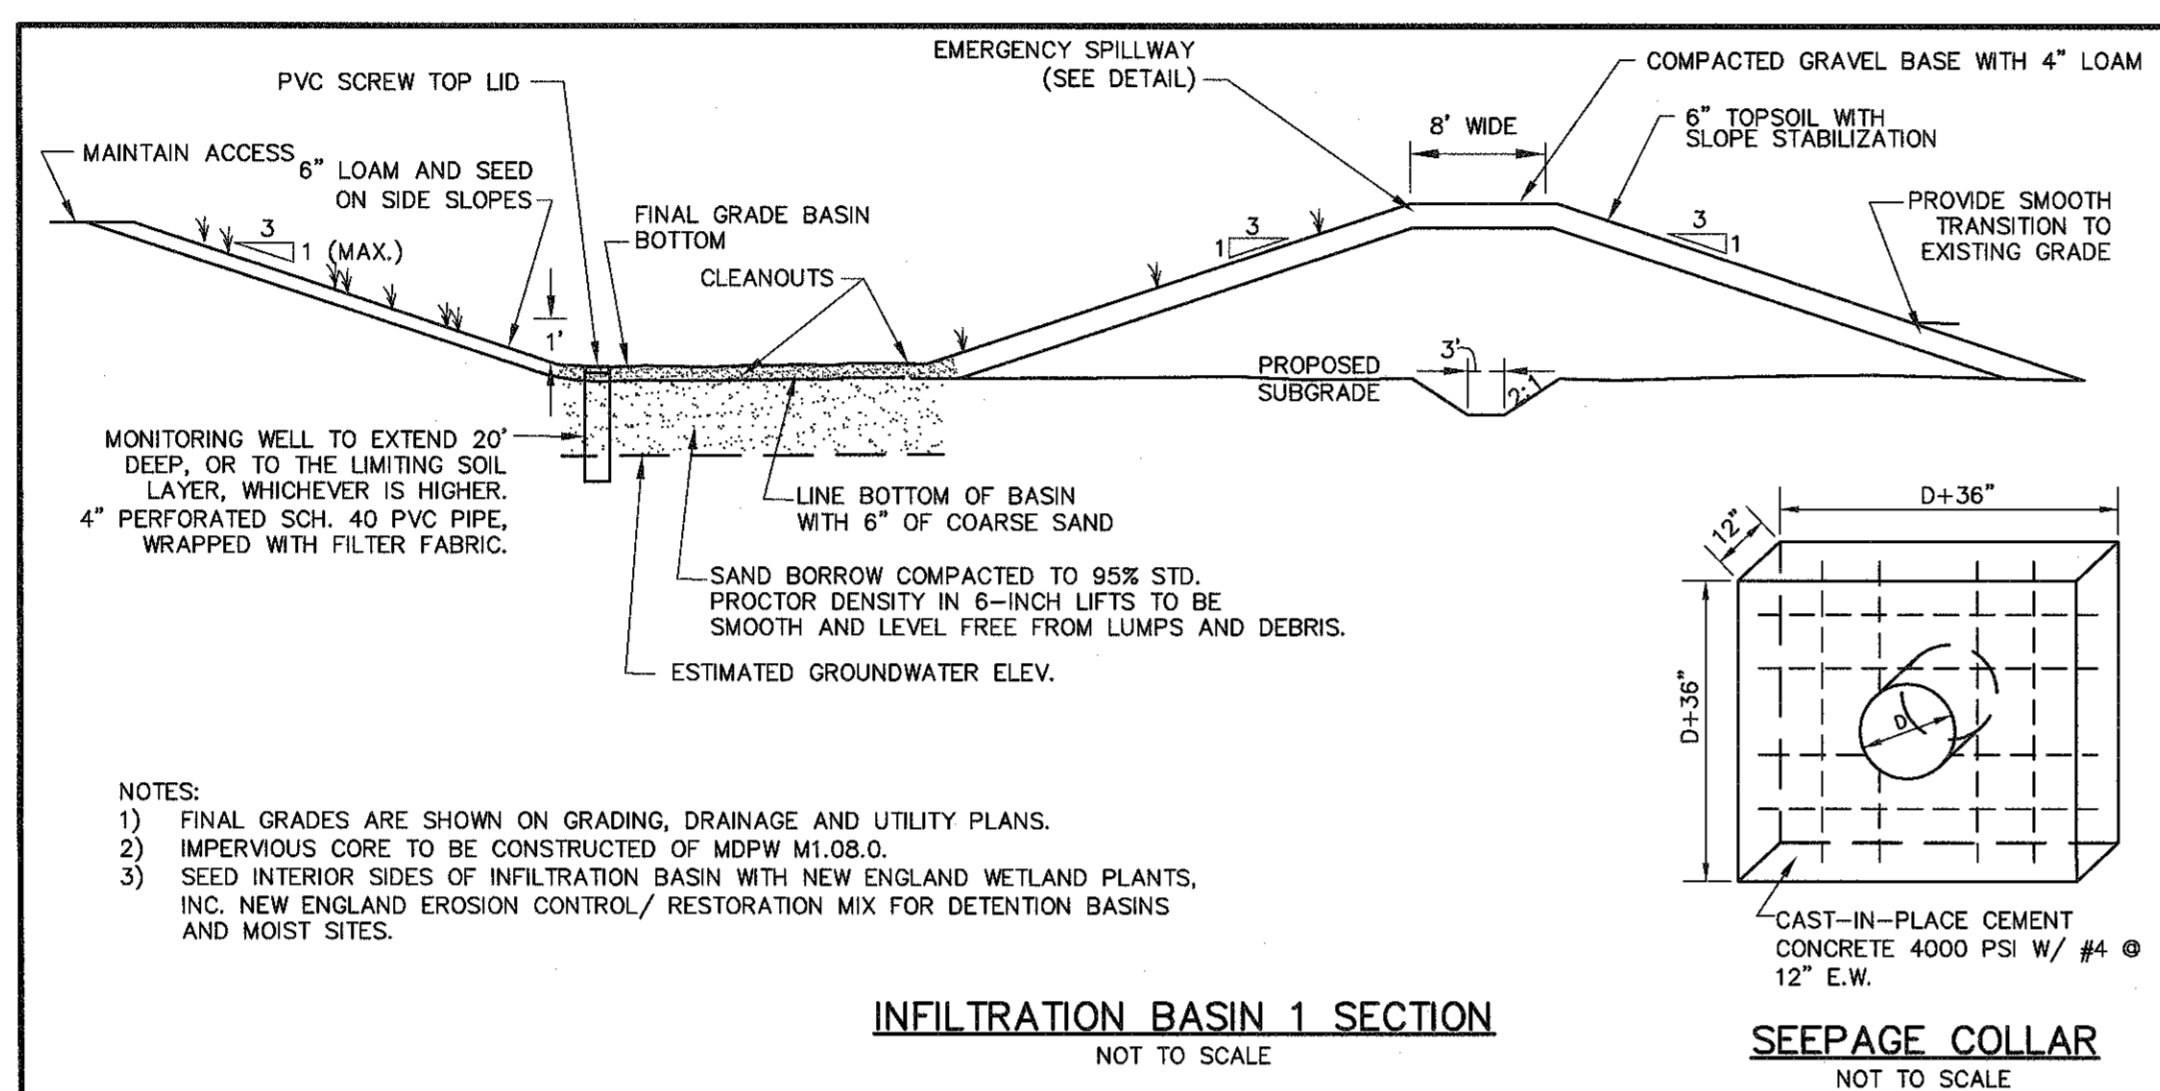 EMERGENCY SPILLWAY
(SEE DETAIL)
COMPACTED GRAVEL BASE WITH 4" LOAM
PVC SCREW TOP LID
8' WIDE
6" TOPSOIL WITH
SLOPE STABILIZATION
MAINTAIN ACCESS
6" LOAM AND SEED
ON SIDE SLOPES
FINAL GRADE BASIN
BOTTOM
PROVIDE SMOOTH
TRANSITION TO
EXISTING GRADE
3
1 (MAX.)
3
1
3
1
CLEANOUTS
1'
PROPOSED
SUBGRADE
3'
2:1
MONITORING WELL TO EXTEND 20'
DEEP, OR TO THE LIMITING SOIL
LAYER, WHICHEVER IS HIGHER.
4" PERFORATED SCH. 40 PVC PIPE,
WRAPPED WITH FILTER FABRIC.
LINE BOTTOM OF BASIN
WITH 6" OF COARSE SAND
SAND BORROW COMPACTED TO 95% STD.
PROCTOR DENSITY IN 6-INCH LIFTS TO BE
SMOOTH AND LEVEL FREE FROM LUMPS AND DEBRIS.
ESTIMATED GROUNDWATER ELEV.
D+36"
12"
D+36"
D
CAST-IN-PLACE CEMENT
CONCRETE 4000 PSI W/ #4 @
12" E.W.
NOTES:
1) FINAL GRADES ARE SHOWN ON GRADING, DRAINAGE AND UTILITY PLANS.
2) IMPERVIOUS CORE TO BE CONSTRUCTED OF MDPW M1.08.0.
3) SEED INTERIOR SIDES OF INFILTRATION BASIN WITH NEW ENGLAND WETLAND PLANTS,
INC. NEW ENGLAND EROSION CONTROL/ RESTORATION MIX FOR DETENTION BASINS
AND MOIST SITES.
INFILTRATION BASIN 1 SECTION
NOT TO SCALE
SEEPAGE COLLAR
NOT TO SCALE